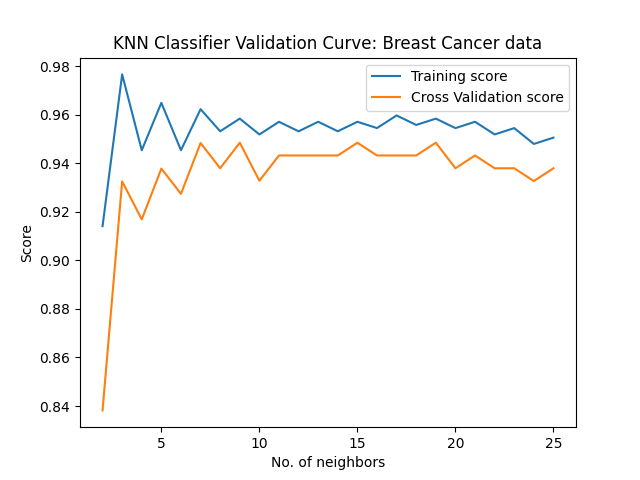 KNN Classifier Validation Curve: Breast Cancer data
Training score
Cross Validation score
0.98
0.96
0.94
0.92
0.90
0.88
0.86
0.84
Score
5 10 15 20 25
No. of neighbors